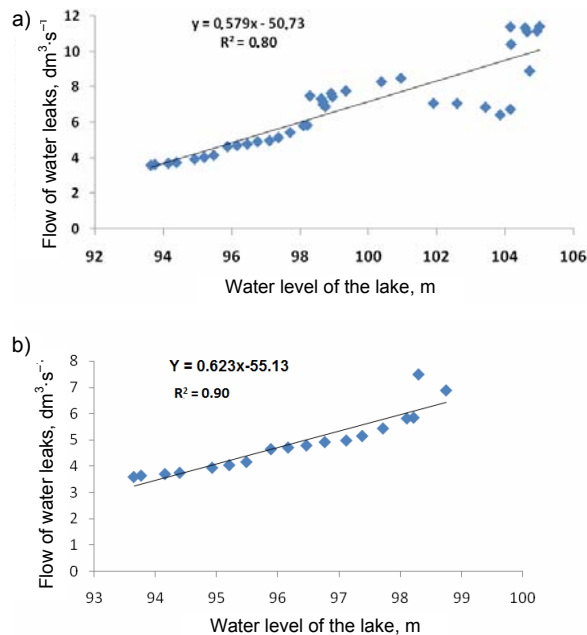 a)
y = 0,579x - 50,73
R² = 0.80
Flow of water leaks, dm³·s⁻¹
12
10
8
6
4
2
0
92 94 96 98 100 102 104 106
Water level of the lake, m
b)
Y = 0.623x-55.13
R² = 0.90
Flow of water leaks, dm³·s⁻
8
7
6
5
4
3
2
1
0
93 94 95 96 97 98 99 100
Water level of the lake, m